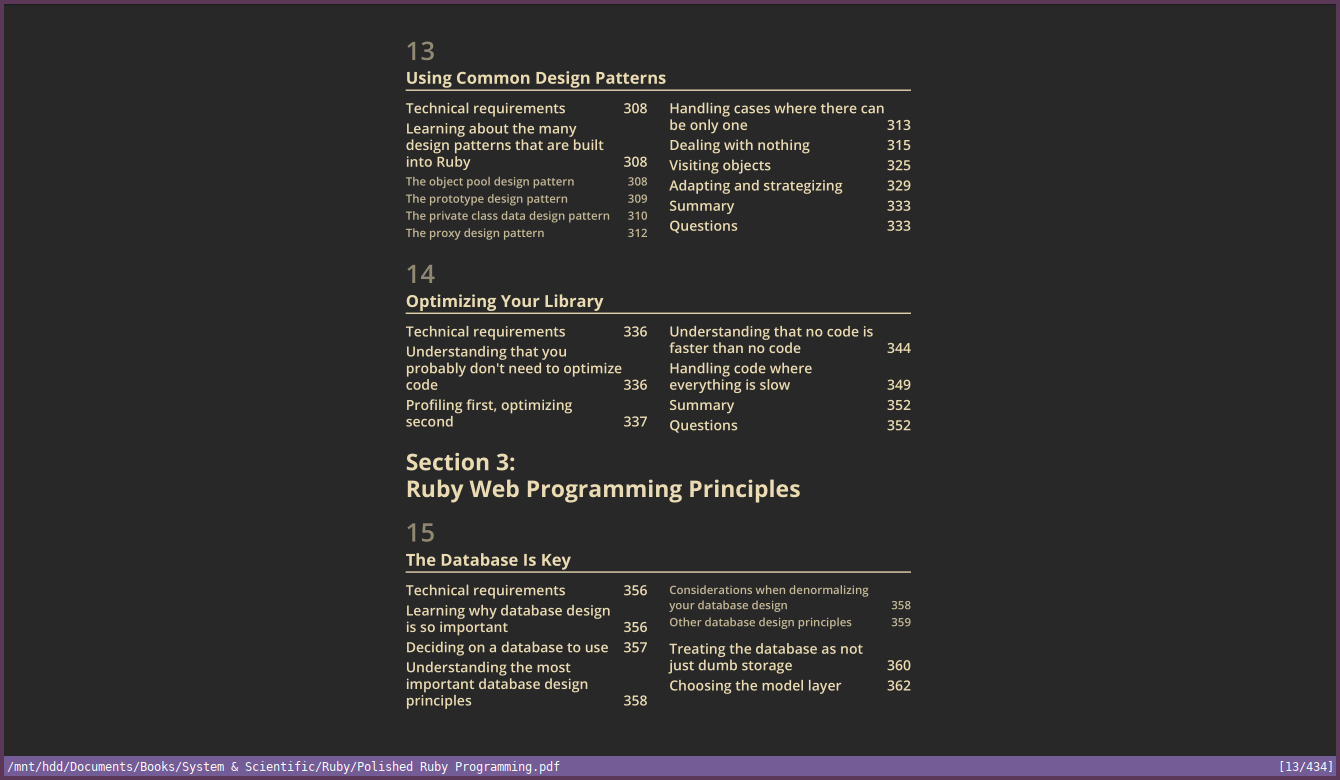 13
Using Common Design Patterns
Technical requirements 308
Learning about the many
design patterns that are built
into Ruby 308
The object pool design pattern 308
The prototype design pattern 309
The private class data design pattern 310
The proxy design pattern 312
Handling cases where there can
be only one 313
Dealing with nothing 315
Visiting objects 325
Adapting and strategizing 329
Summary 333
Questions 333
14
Optimizing Your Library
Technical requirements 336
Understanding that you
probably don't need to optimize
code 336
Profiling first, optimizing
second 337
Understanding that no code is
faster than no code 344
Handling code where
everything is slow 349
Summary 352
Questions 352
Section 3:
Ruby Web Programming Principles
15
The Database Is Key
Technical requirements 356
Learning why database design
is so important 356
Deciding on a database to use 357
Understanding the most
important database design
principles 358
Considerations when denormalizing
your database design 358
Other database design principles 359
Treating the database as not
just dumb storage 360
Choosing the model layer 362
/mnt/hdd/Documents/Books/System & Scientific/Ruby/Polished Ruby Programming.pdf [13/434]